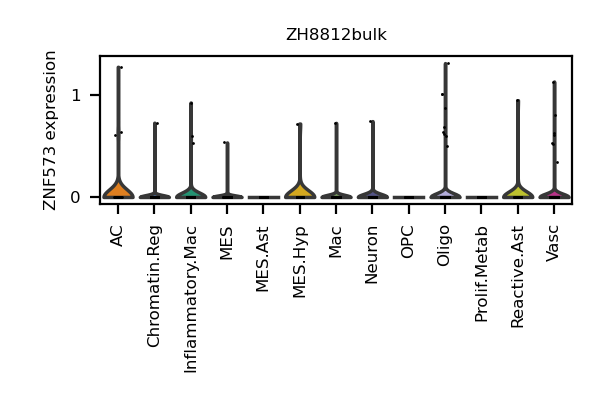 ZH8812bulk
ZNF573 expression
1
0
AC
Chromatin.Reg
Inflammatory.Mac
MES
MES.Ast
MES.Hyp
Mac
Neuron
OPC
Oligo
Prolif.Metab
Reactive.Ast
Vasc